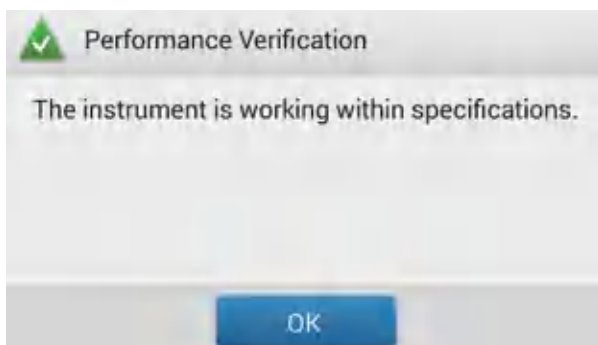 Performance Verification
The instrument is working within specifications.
OK